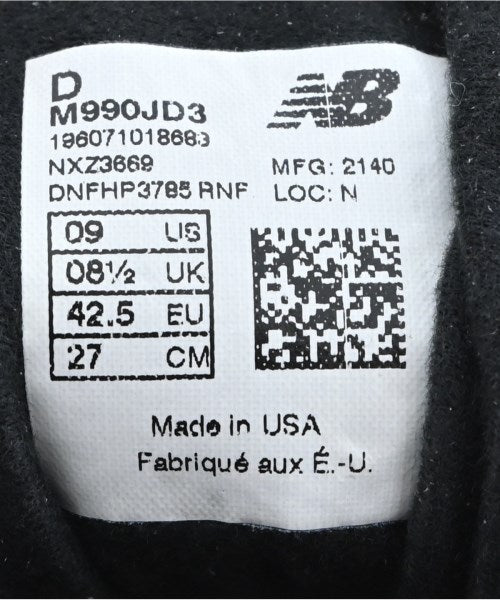 D
M990JD3
196071018683
NXZ3669
DNFHP3785 RNF
NB
MFG: 2140
LOC: N
09 US
08½ UK
42.5 EU
27 CM
Made in USA
Fabriqué aux É.-U.